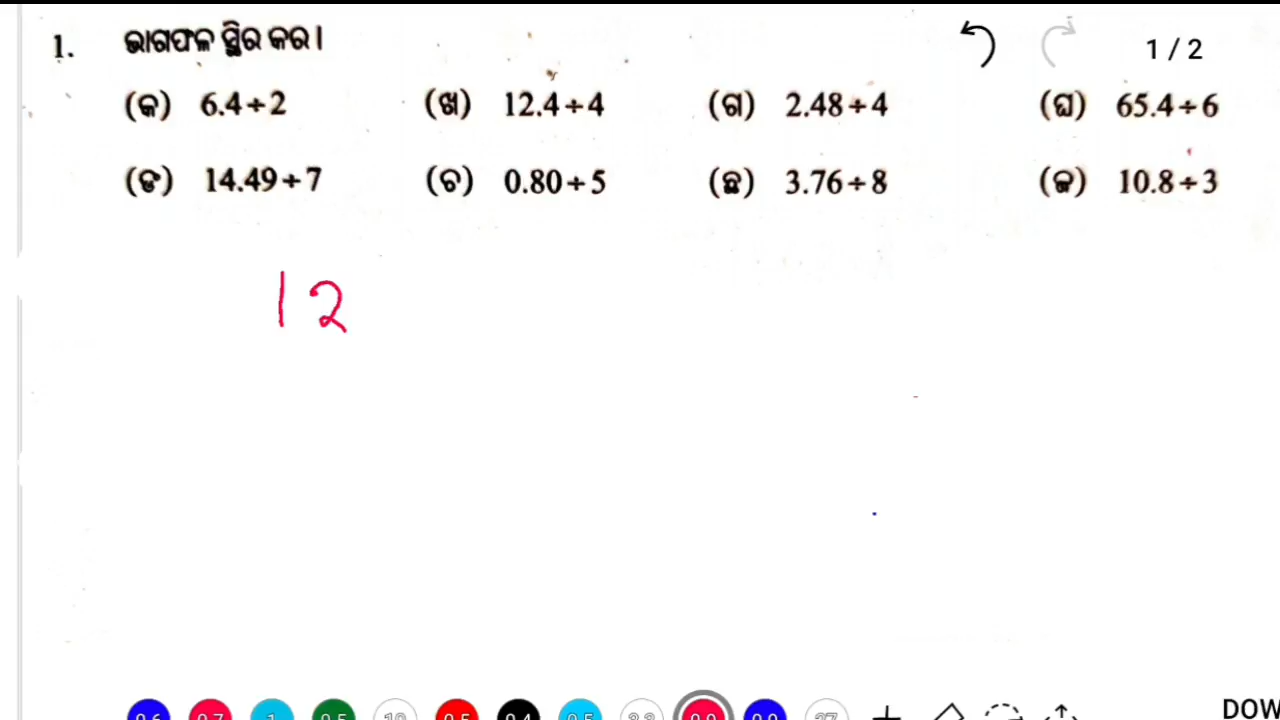 1. ଭାଗଫଳ ସ୍ଥିର କର।
1 / 2
(କ) 6.4÷2 (ଖ) 12.4÷4 (ଗ) 2.48÷4 (ଘ) 65.4÷6
(ଙ) 14.49÷7 (ଚ) 0.80÷5 (ଛ) 3.76÷8 (ଜ) 10.8÷3
12
DOW